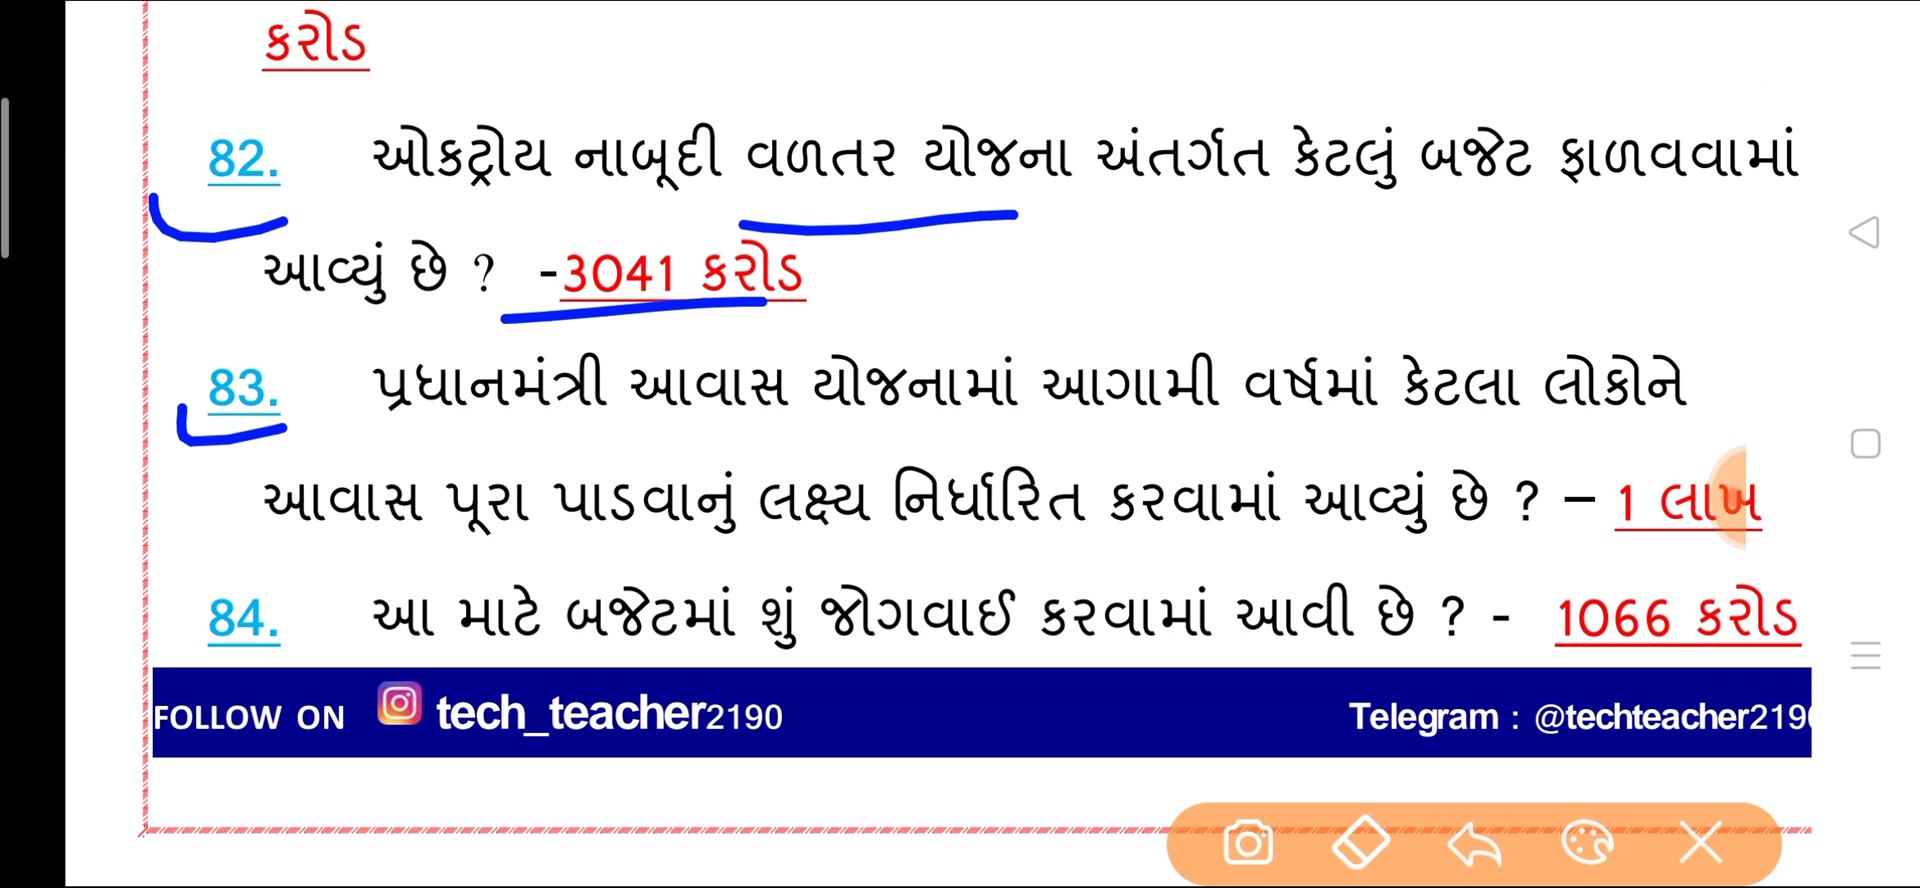 કરોડ
82. ઓકટ્રોય નાબૂદી વળતર યોજના અંતર્ગત કેટલું બજેટ ફાળવવામાં
આવ્યું છે ? -3041 કરોડ
83. પ્રધાનમંત્રી આવાસ યોજનામાં આગામી વર્ષમાં કેટલા લોકોને
આવાસ પૂરા પાડવાનું લક્ષ્ય નિર્ધારિત કરવામાં આવ્યું છે ? – 1 લાખ
84. આ માટે બજેટમાં શું જોગવાઈ કરવામાં આવી છે ? - 1066 કરોડ
FOLLOW ON tech_teacher2190 Telegram : @techteacher2190